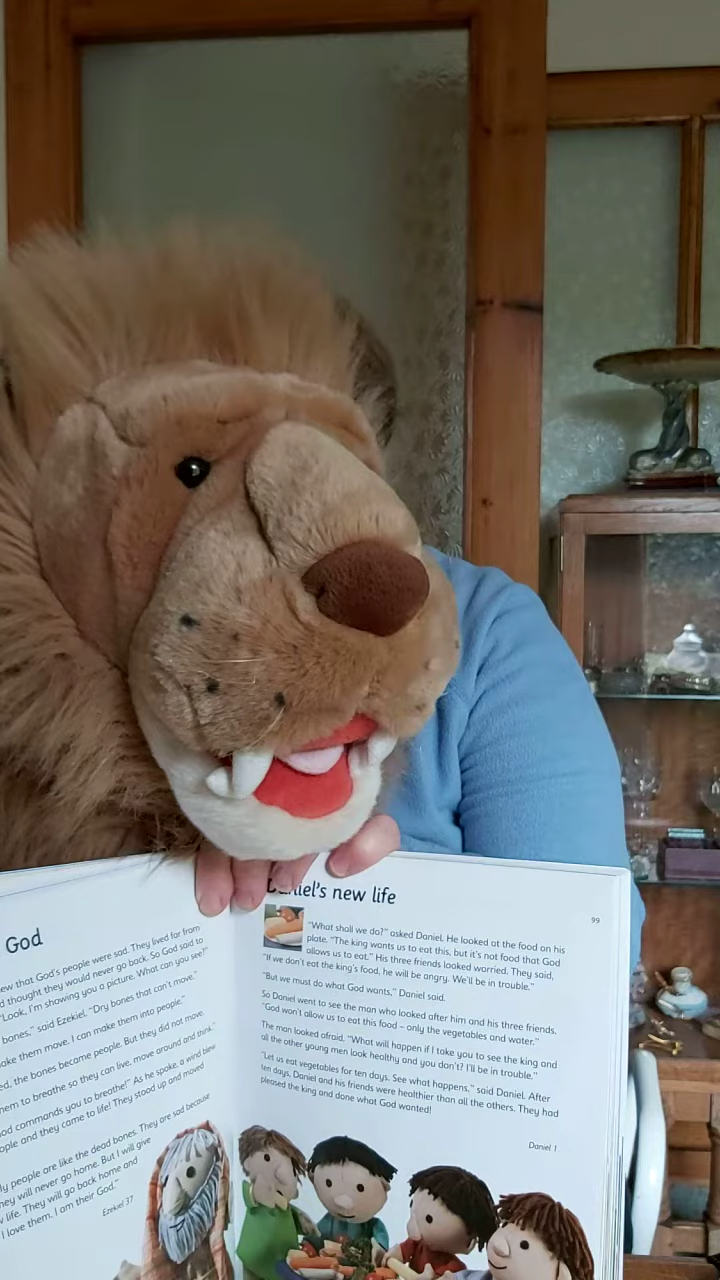 God
ew that God's people were sad. They lived far from
d thought they would never go back. So God said to
"Look, I'm showing you a picture. What can you see?"
bones," said Ezekiel. "Dry bones that can't move."
ake them move. I can make them into people."
ed, the bones became people. But they did not move.
hem to breathe so they can live, move around and think."
od commands you to breathe!" As he spoke, a wind blew
ople and they came to life! They stood up and moved
y people are like the dead bones. They are sad because
hey will never go home. But I will give
life. They will go back home and
I love them. I am their God."
Ezekiel 37
Daniel's new life
99
"What shall we do?" asked Daniel. He looked at the food on his
plate. "The king wants us to eat this, but it's not food that God
allows us to eat." His three friends looked worried. They said,
"If we don't eat the king's food, he will be angry. We'll be in trouble."
"But we must do what God wants," Daniel said.
So Daniel went to see the man who looked after him and his three friends.
"God won't allow us to eat this food – only the vegetables and water."
The man looked afraid. "What will happen if I take you to see the king and
all the other young men look healthy and you don't? I'll be in trouble."
"Let us eat vegetables for ten days. See what happens," said Daniel. After
ten days, Daniel and his friends were healthier than all the others. They had
pleased the king and done what God wanted!
Daniel 1